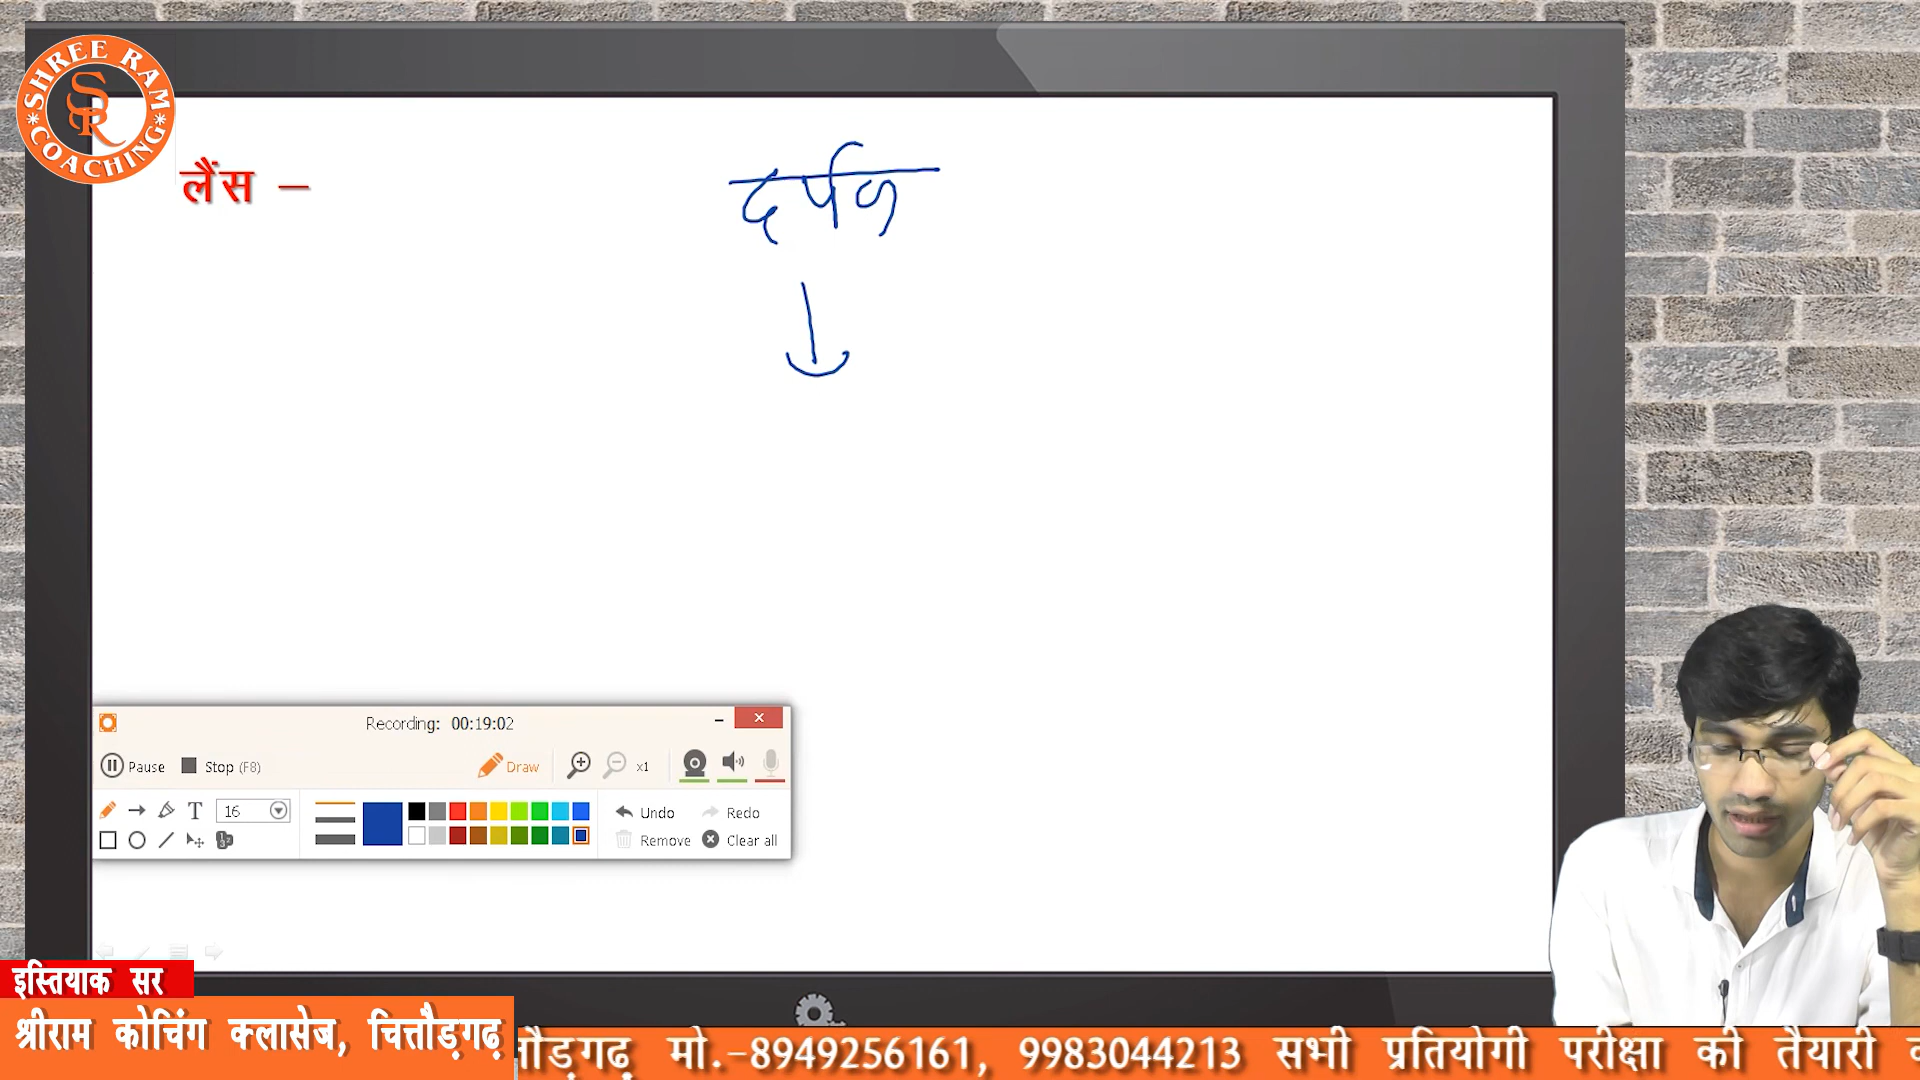 SHREE RAM
SR
COACHING
लैंस –
दर्पण
Recording: 00:19:02
Pause
Stop (F8)
Draw
x1
T
16
Undo
Redo
Remove
Clear all
इस्तियाक सर
श्रीराम कोचिंग क्लासेज, चित्तौड़गढ़
त्तौड़गढ़ मो.-8949256161, 9983044213 सभी प्रतियोगी परीक्षा की तैयारी